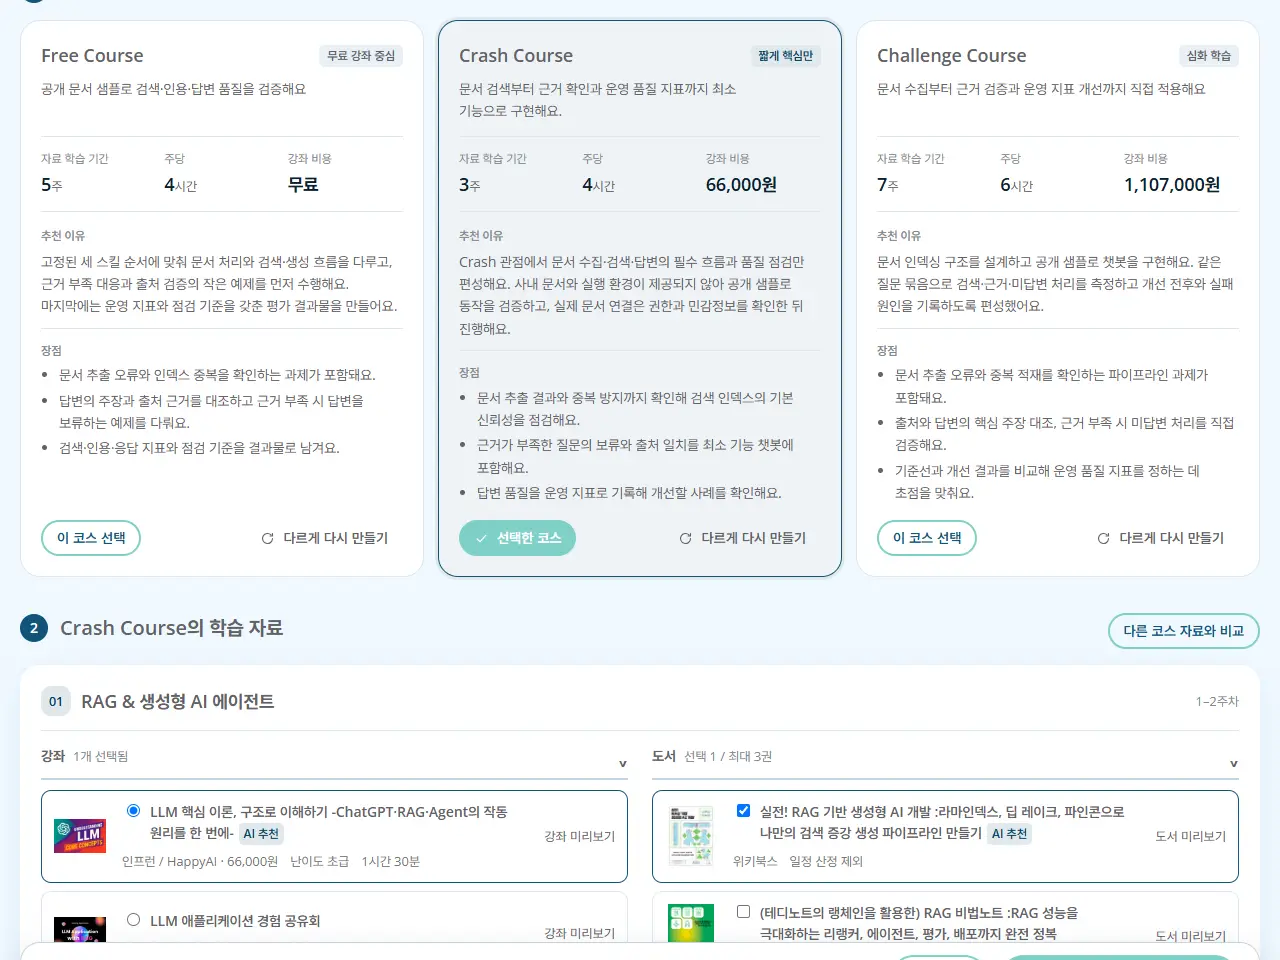 Free Course
무료 강좌 중심
공개 문서 샘플로 검색·인용·답변 품질을 검증해요
자료 학습 기간
주당
강좌 비용
5주
4시간
무료
추천 이유
고정된 세 스킬 순서에 맞춰 문서 처리와 검색·생성 흐름을 다루고,
근거 부족 대응과 출처 검증의 작은 예제를 먼저 수행해요.
마지막에는 운영 지표와 점검 기준을 갖춘 평가 결과물을 만들어요.
장점
문서 추출 오류와 인덱스 중복을 확인하는 과제가 포함돼요.
답변의 주장과 출처 근거를 대조하고 근거 부족 시 답변을
보류하는 예제를 다뤄요.
검색·인용·응답 지표와 점검 기준을 결과물로 남겨요.
이 코스 선택
다르게 다시 만들기
Crash Course
짧게 핵심만
문서 검색부터 근거 확인과 운영 품질 지표까지 최소
기능으로 구현해요.
자료 학습 기간
주당
강좌 비용
3주
4시간
66,000원
추천 이유
Crash 관점에서 문서 수집·검색·답변의 필수 흐름과 품질 점검만
편성해요. 사내 문서와 실행 환경이 제공되지 않아 공개 샘플로
동작을 검증하고, 실제 문서 연결은 권한과 민감정보를 확인한 뒤
진행해요.
장점
문서 추출 결과와 중복 방지까지 확인해 검색 인덱스의 기본
신뢰성을 점검해요.
근거가 부족한 질문의 보류와 출처 일치를 최소 기능 챗봇에
포함해요.
답변 품질을 운영 지표로 기록해 개선할 사례를 확인해요.
선택한 코스
다르게 다시 만들기
Challenge Course
심화 학습
문서 수집부터 근거 검증과 운영 지표 개선까지 직접 적용해요
자료 학습 기간
주당
강좌 비용
7주
6시간
1,107,000원
추천 이유
문서 인덱싱 구조를 설계하고 공개 샘플로 챗봇을 구현해요. 같은
질문 묶음으로 검색·근거·미답변 처리를 측정하고 개선 전후와 실패
원인을 기록하도록 편성했어요.
장점
문서 추출 오류와 중복 적재를 확인하는 파이프라인 과제가
포함돼요.
출처와 답변의 핵심 주장 대조, 근거 부족 시 미답변 처리를 직접
검증해요.
기준선과 개선 결과를 비교해 운영 품질 지표를 정하는 데
초점을 맞춰요.
이 코스 선택
다르게 다시 만들기
2
Crash Course의 학습 자료
다른 코스 자료와 비교
01
RAG & 생성형 AI 에이전트
1–2주차
강좌 1개 선택됨
도서 선택 1 / 최대 3권
LLM 핵심 이론, 구조로 이해하기 -ChatGPT·RAG·Agent의 작동
원리를 한 번에- AI 추천
강좌 미리보기
인프런 / HappyAI · 66,000원 난이도 초급 1시간 30분
실전! RAG 기반 생성형 AI 개발 :라마인덱스, 딥 레이크, 파인콘으로
나만의 검색 증강 생성 파이프라인 만들기 AI 추천
도서 미리보기
위키북스 일정 산정 제외
LLM 애플리케이션 경험 공유회
강좌 미리보기
(테디노트의 랭체인을 활용한) RAG 비법노트 :RAG 성능을
극대화하는 리랭커, 에이전트, 평가, 배포까지 완전 정복
도서 미리보기